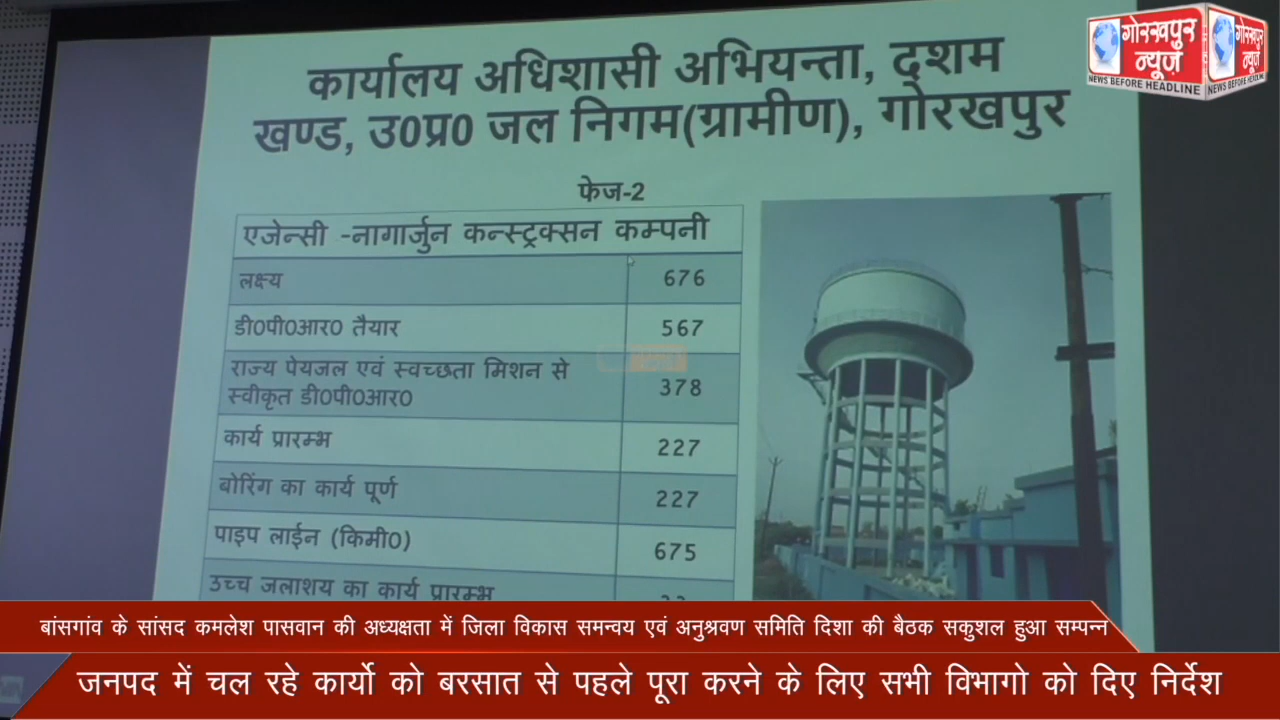 गोरखपुर
न्यूज़
NEWS BEFORE HEADLINE
गोरखपुर
न्यूज़
NEWS BEFORE HEADLINE
कार्यालय अधिशासी अभियन्ता, दशम
खण्ड, उ0प्र0 जल निगम(ग्रामीण), गोरखपुर
फेज-2
एजेन्सी -नागार्जुन कन्स्ट्रक्सन कम्पनी
लक्ष्य 676
डी0पी0आर0 तैयार 567
राज्य पेयजल एवं स्वच्छता मिशन से
स्वीकृत डी0पी0आर0 378
कार्य प्रारम्भ 227
बोरिंग का कार्य पूर्ण 227
पाइप लाईन (किमी0) 675
उच्च जलाशय का कार्य प्रारम्भ
बांसगांव के सांसद कमलेश पासवान की अध्यक्षता में जिला विकास समन्वय एवं अनुश्रवण समिति दिशा की बैठक सकुशल हुआ सम्पन्न
जनपद में चल रहे कार्यो को बरसात से पहले पूरा करने के लिए सभी विभागो को दिए निर्देश